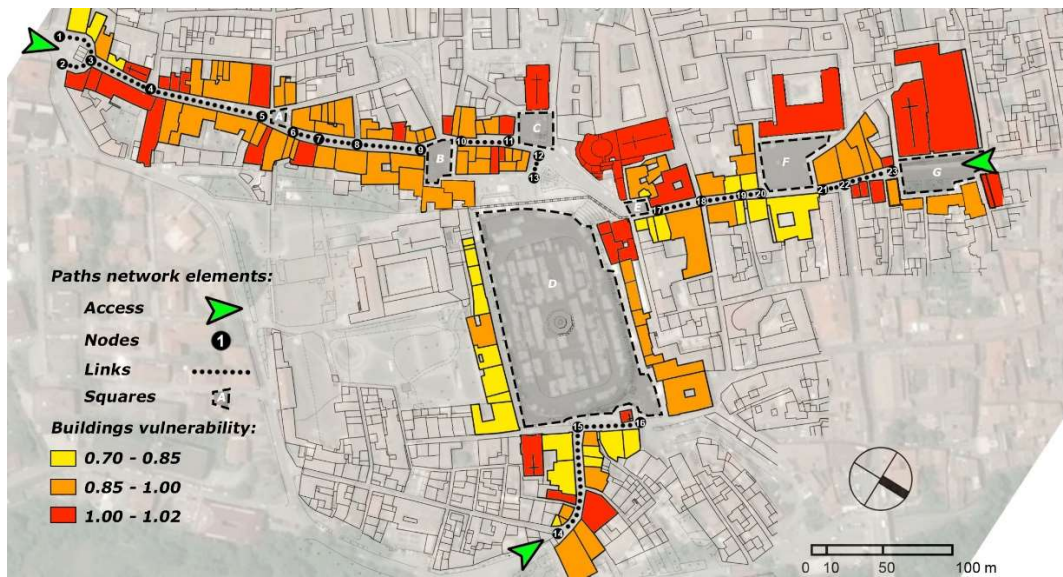 1
2
3
4
5
A
6
7
8
9
B
10
11
C
12
13
E
17
18
19
20
F
21
22
23
G
D
15
16
14
Paths network elements:
Access
Nodes 1
Links
Squares A
Buildings vulnerability:
0.70 - 0.85
0.85 - 1.00
1.00 - 1.02
0 10 50 100 m